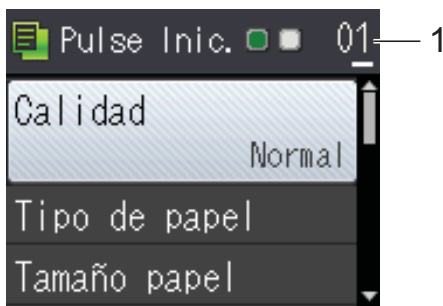 Pulse Inic. 01 1
Calidad
Normal
Tipo de papel
Tamaño papel